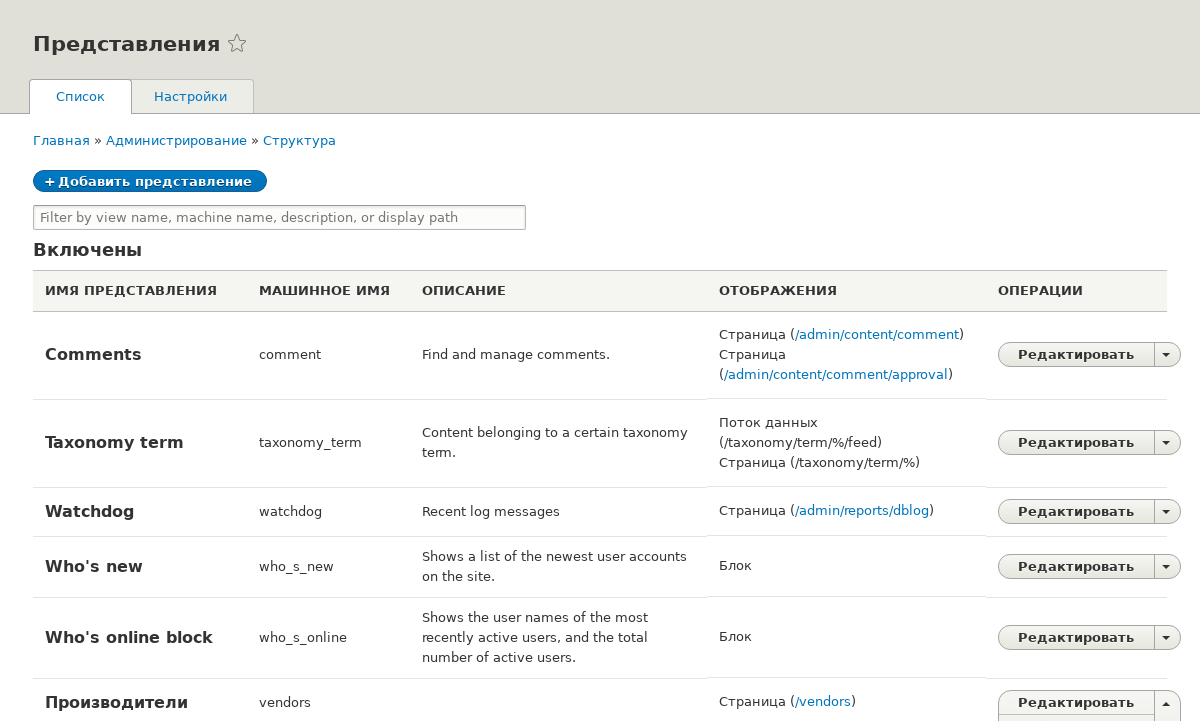 Представления
Список Настройки
Главная » Администрирование » Структура
+ Добавить представление
Filter by view name, machine name, description, or display path
Включены
ИМЯ ПРЕДСТАВЛЕНИЯ МАШИННОЕ ИМЯ ОПИСАНИЕ ОТОБРАЖЕНИЯ ОПЕРАЦИИ
Comments comment Find and manage comments. Страница (/admin/content/comment)
Страница
(/admin/content/comment/approval) Редактировать
Taxonomy term taxonomy_term Content belonging to a certain taxonomy
term. Поток данных
(/taxonomy/term/%/feed)
Страница (/taxonomy/term/%) Редактировать
Watchdog watchdog Recent log messages Страница (/admin/reports/dblog) Редактировать
Who's new who_s_new Shows a list of the newest user accounts
on the site. Блок Редактировать
Who's online block who_s_online Shows the user names of the most
recently active users, and the total
number of active users. Блок Редактировать
Производители vendors Страница (/vendors) Редактировать